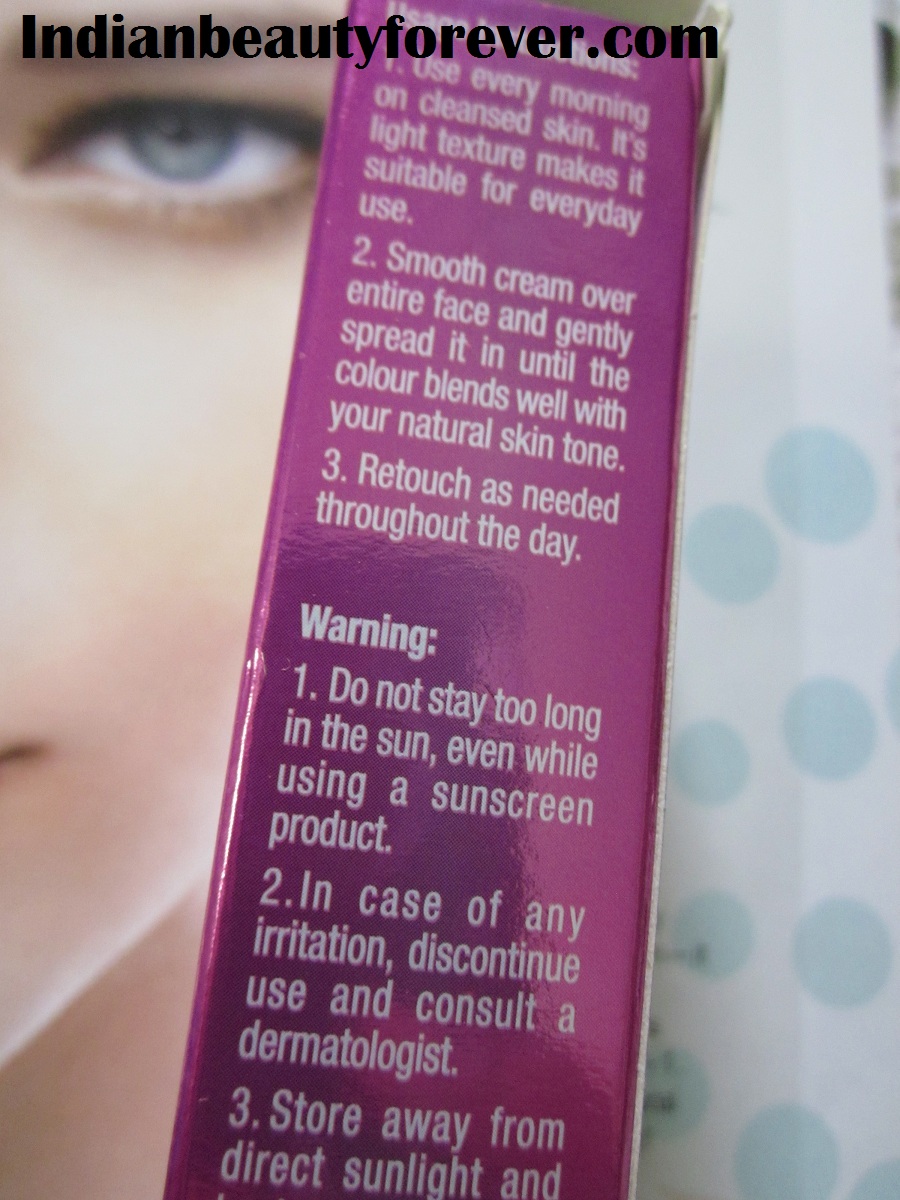 Indianbeautyforever.com
1. Use every morning
on cleansed skin. It's
light texture makes it
suitable for everyday
use.
2. Smooth cream over
entire face and gently
spread it in until the
colour blends well with
your natural skin tone.
3. Retouch as needed
throughout the day.
Warning:
1. Do not stay too long
in the sun, even while
using a sunscreen
product.
2. In case of any
irritation, discontinue
use and consult a
dermatologist.
3. Store away from
direct sunlight and